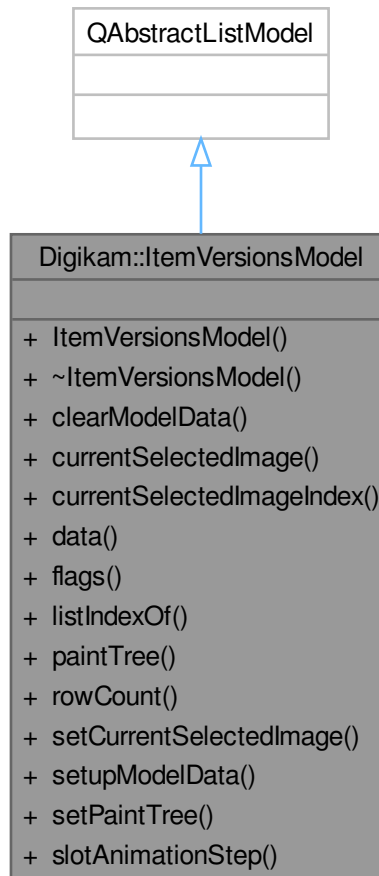 QAbstractListModel
Digikam::ItemVersionsModel
+ ItemVersionsModel()
+ ~ItemVersionsModel()
+ clearModelData()
+ currentSelectedImage()
+ currentSelectedImageIndex()
+ data()
+ flags()
+ listIndexOf()
+ paintTree()
+ rowCount()
+ setCurrentSelectedImage()
+ setupModelData()
+ setPaintTree()
+ slotAnimationStep()